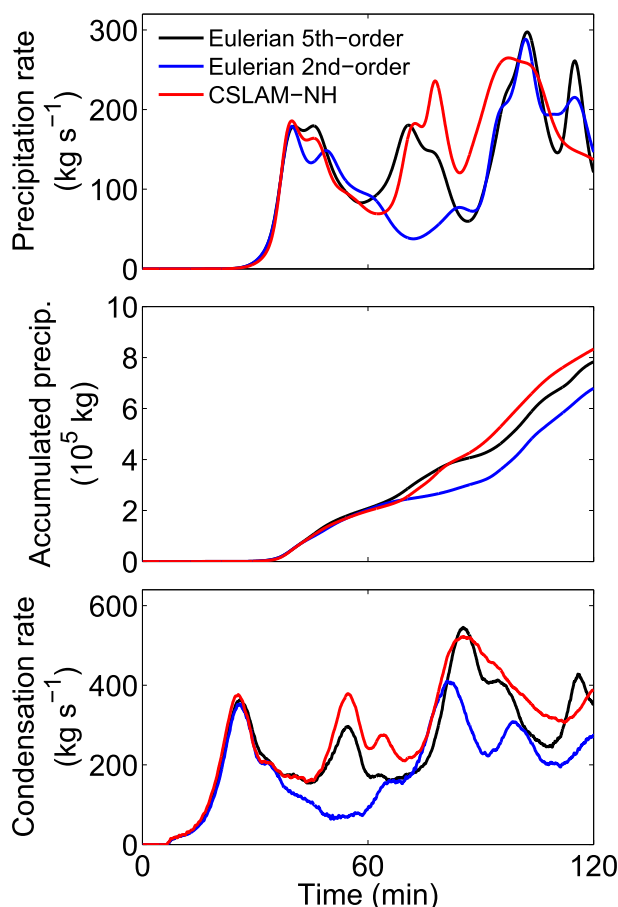 Precipitation rate
(kg s⁻¹)
300
200
100
0
Eulerian 5th−order
Eulerian 2nd−order
CSLAM−NH
Accumulated precip.
(10⁵ kg)
10
8
6
4
2
0
Condensation rate
(kg s⁻¹)
600
400
200
0
0 60 120
Time (min)